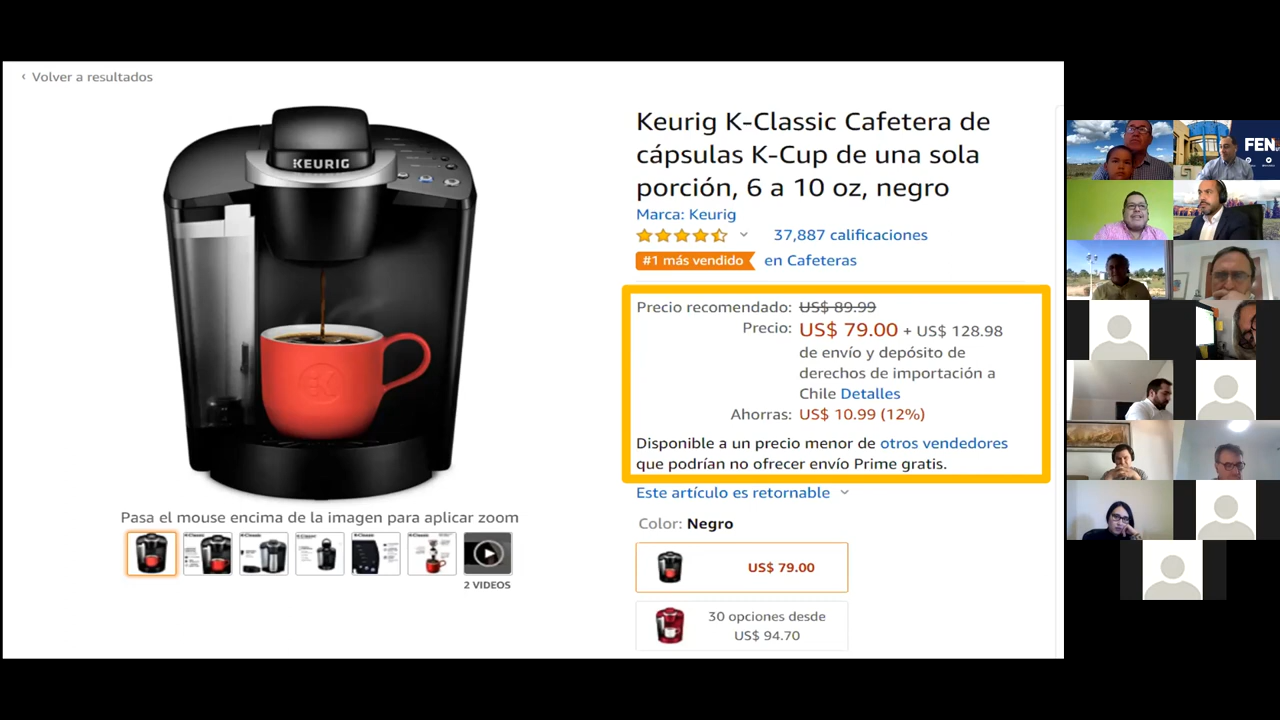 ‹ Volver a resultados
KEURIG
Pasa el mouse encima de la imagen para aplicar zoom
2 VIDEOS
Keurig K-Classic Cafetera de
cápsulas K-Cup de una sola
porción, 6 a 10 oz, negro
Marca: Keurig
37,887 calificaciones
#1 más vendido en Cafeteras
Precio recomendado: US$ 89.99
Precio: US$ 79.00 + US$ 128.98
de envío y depósito de
derechos de importación a
Chile Detalles
Ahorras: US$ 10.99 (12%)
Disponible a un precio menor de otros vendedores
que podrían no ofrecer envío Prime gratis.
Este artículo es retornable
Color: Negro
US$ 79.00
30 opciones desde
US$ 94.70
FEN